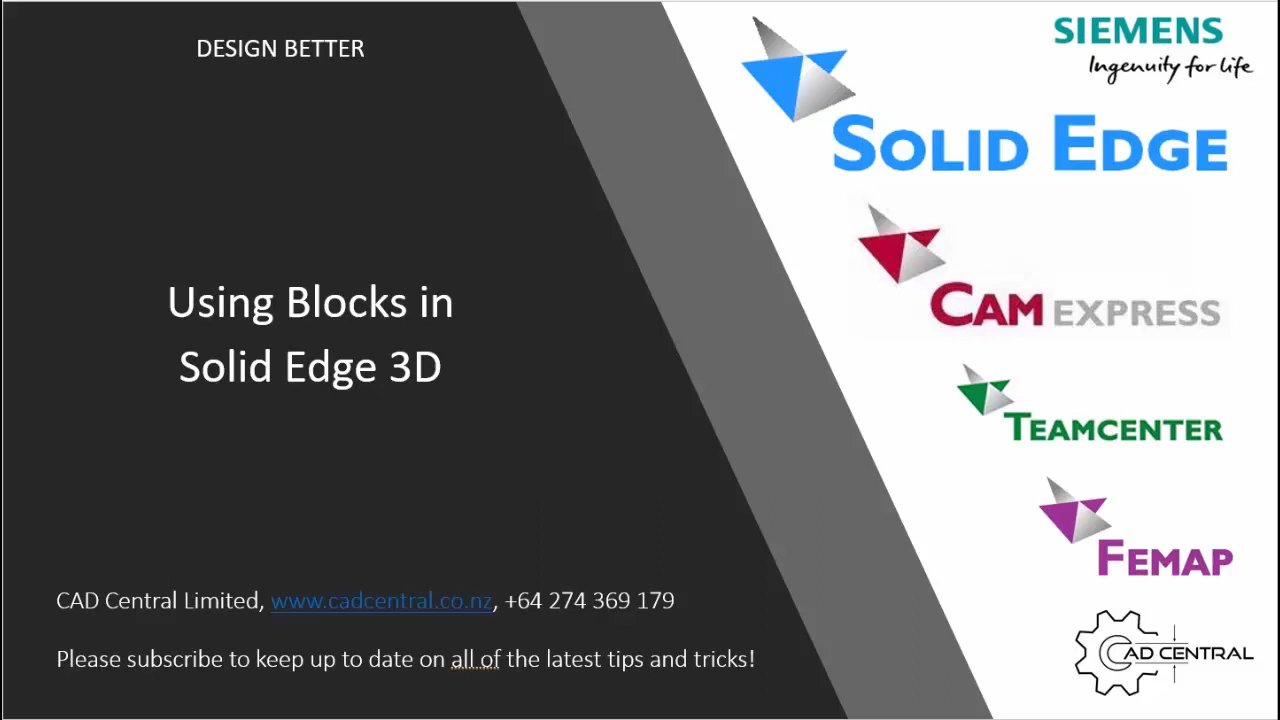 DESIGN BETTER
Using Blocks in
Solid Edge 3D
CAD Central Limited, www.cadcentral.co.nz, +64 274 369 179
Please subscribe to keep up to date on all of the latest tips and tricks!
SIEMENS
Ingenuity for life
SOLID EDGE
CAM EXPRESS
TEAMCENTER
FEMAP
CAD CENTRAL